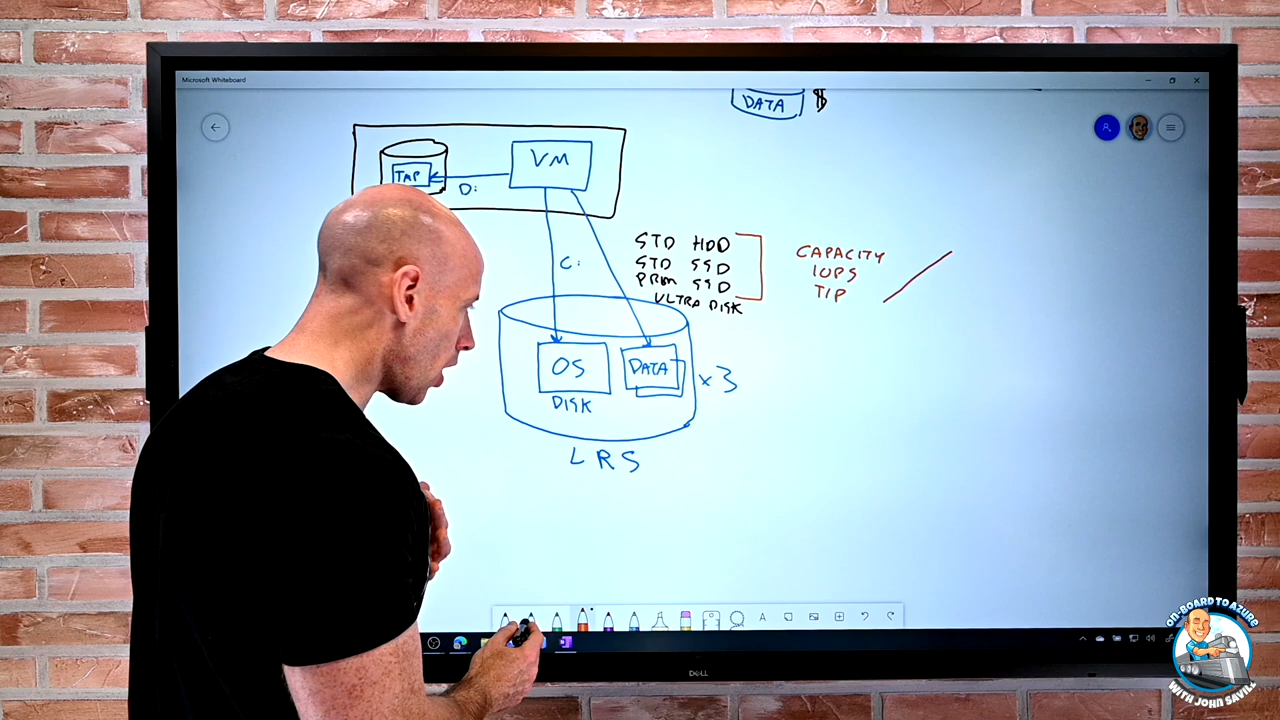 Microsoft Whiteboard
DATA $
VM
TMP
D:
C:
STD HDD
STD SSD
PRM SSD
ULTRA DISK
CAPACITY
IOPS
T/P
OS
DISK
DATA
x3
LRS
A
DELL
ON-BOARD TO AZURE
WITH JOHN SAVILL